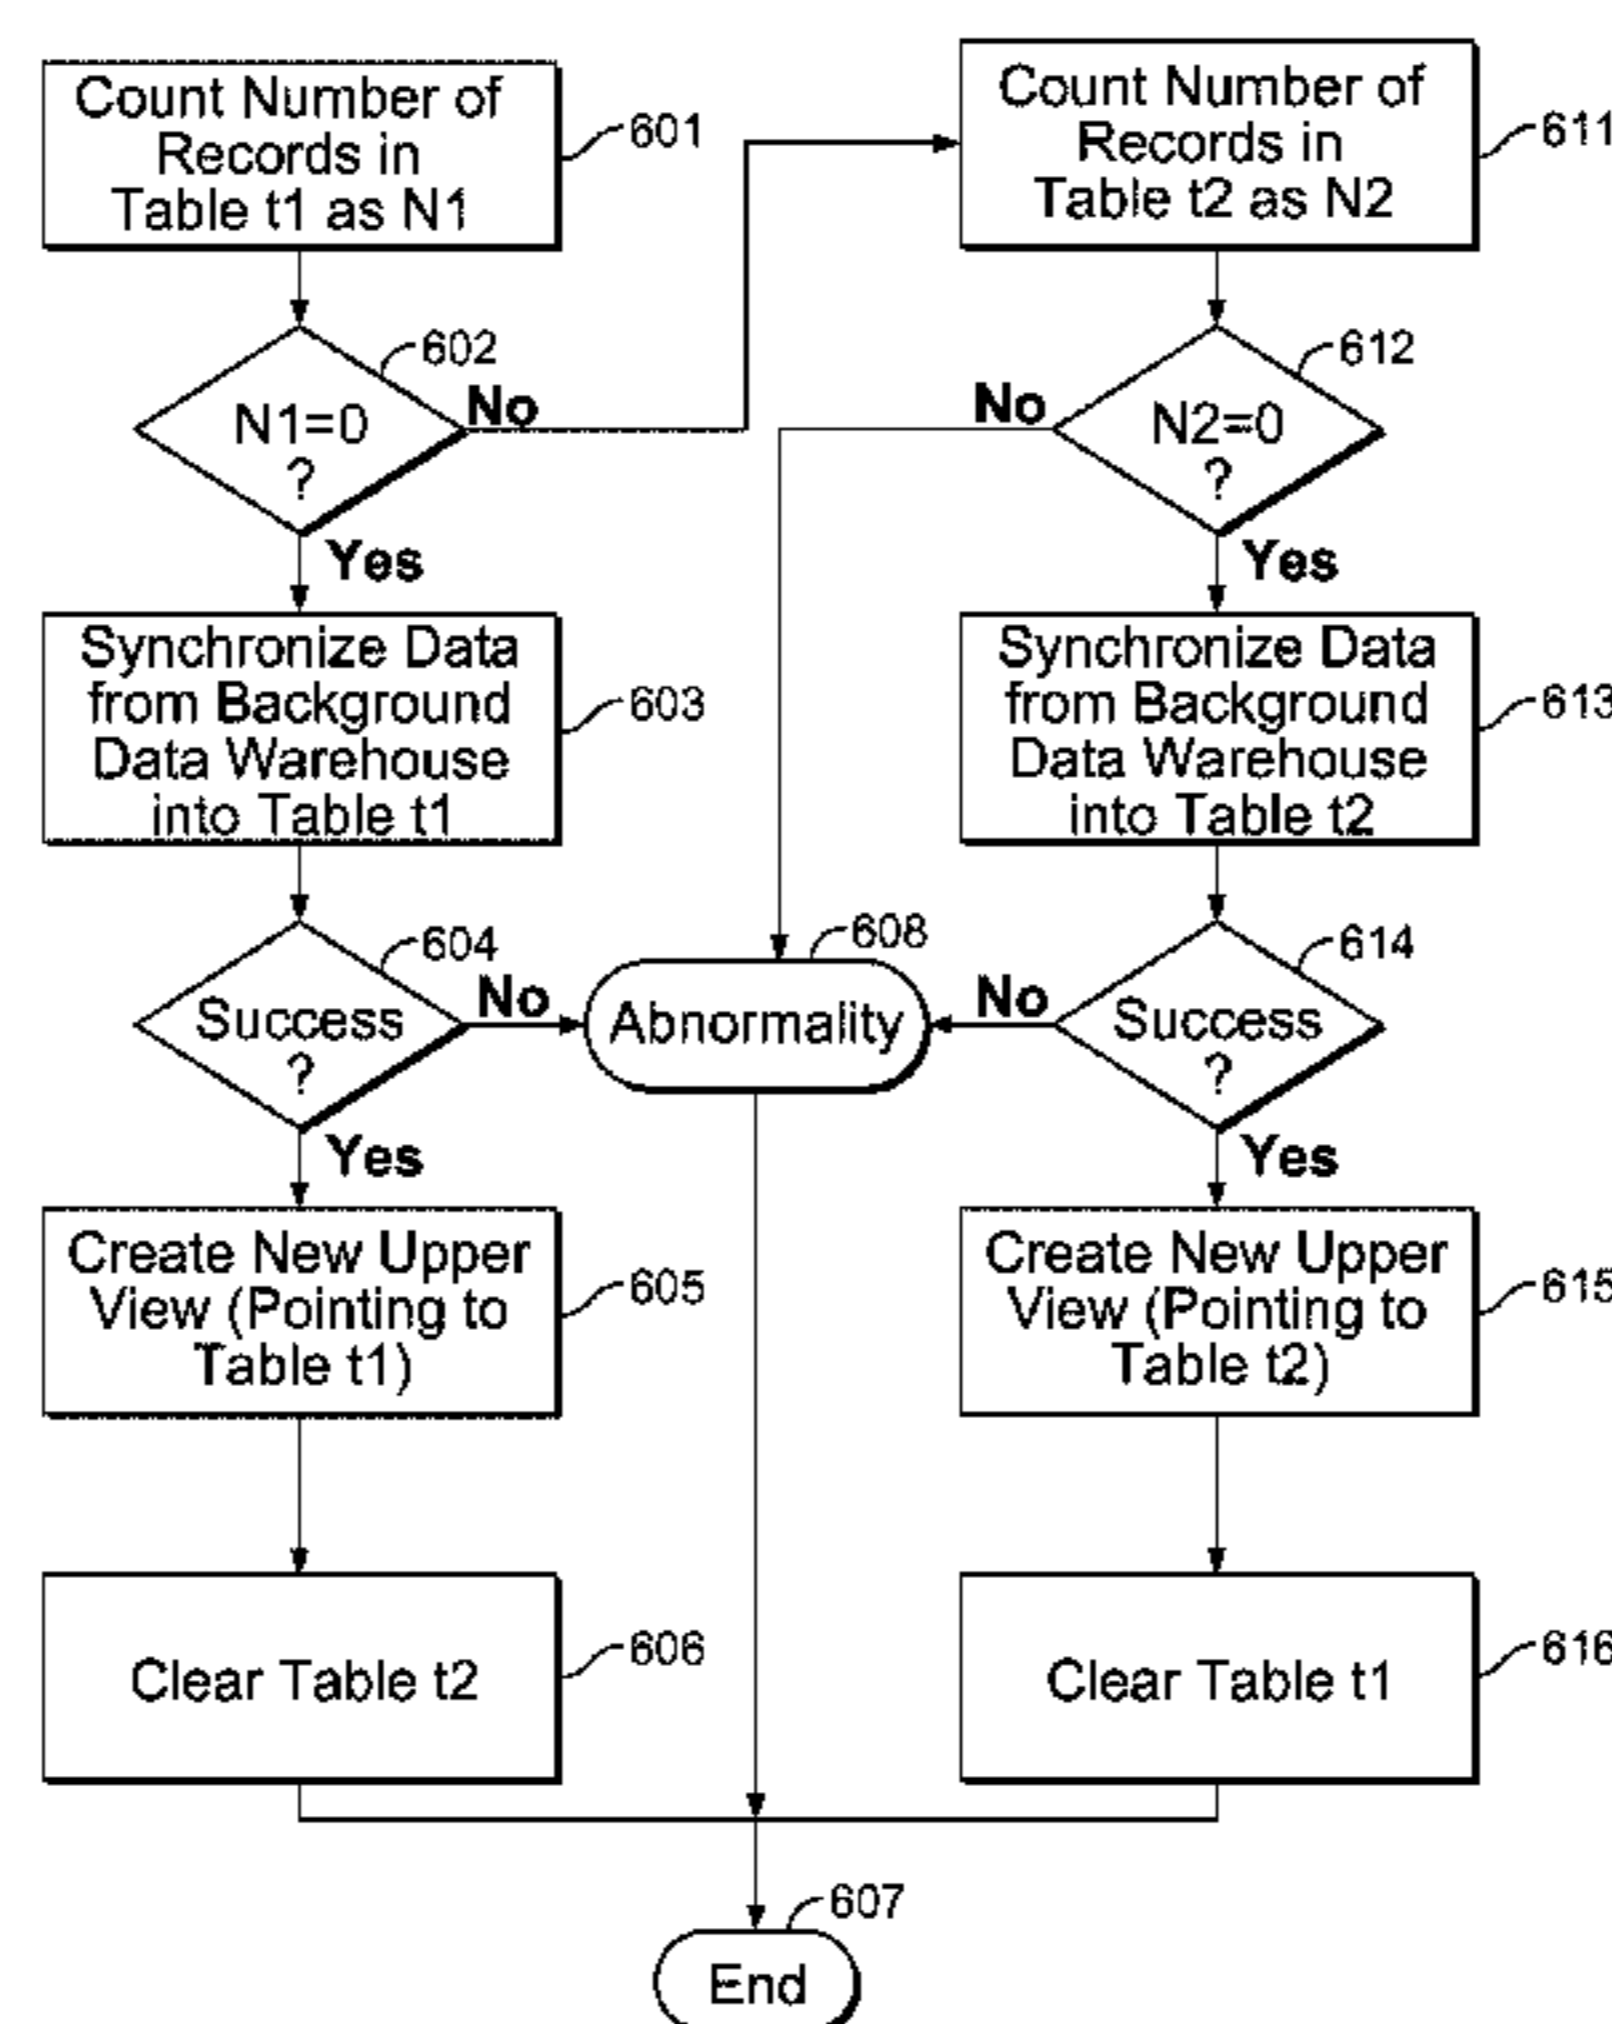 Count Number of
Records in
Table t1 as N1
601
N1=0
?
602
No
Yes
Synchronize Data
from Background
Data Warehouse
into Table t1
603
Success
?
604
No
Yes
Create New Upper
View (Pointing to
Table t1)
605
Clear Table t2
606
Count Number of
Records in
Table t2 as N2
611
N2=0
?
612
No
Yes
Synchronize Data
from Background
Data Warehouse
into Table t2
613
Success
?
614
No
Yes
Create New Upper
View (Pointing to
Table t2)
615
Clear Table t1
616
Abnormality
608
End
607